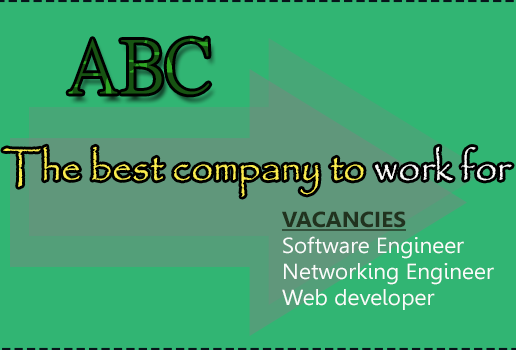 ABC
The best company to work for
VACANCIES
Software Engineer
Networking Engineer
Web developer